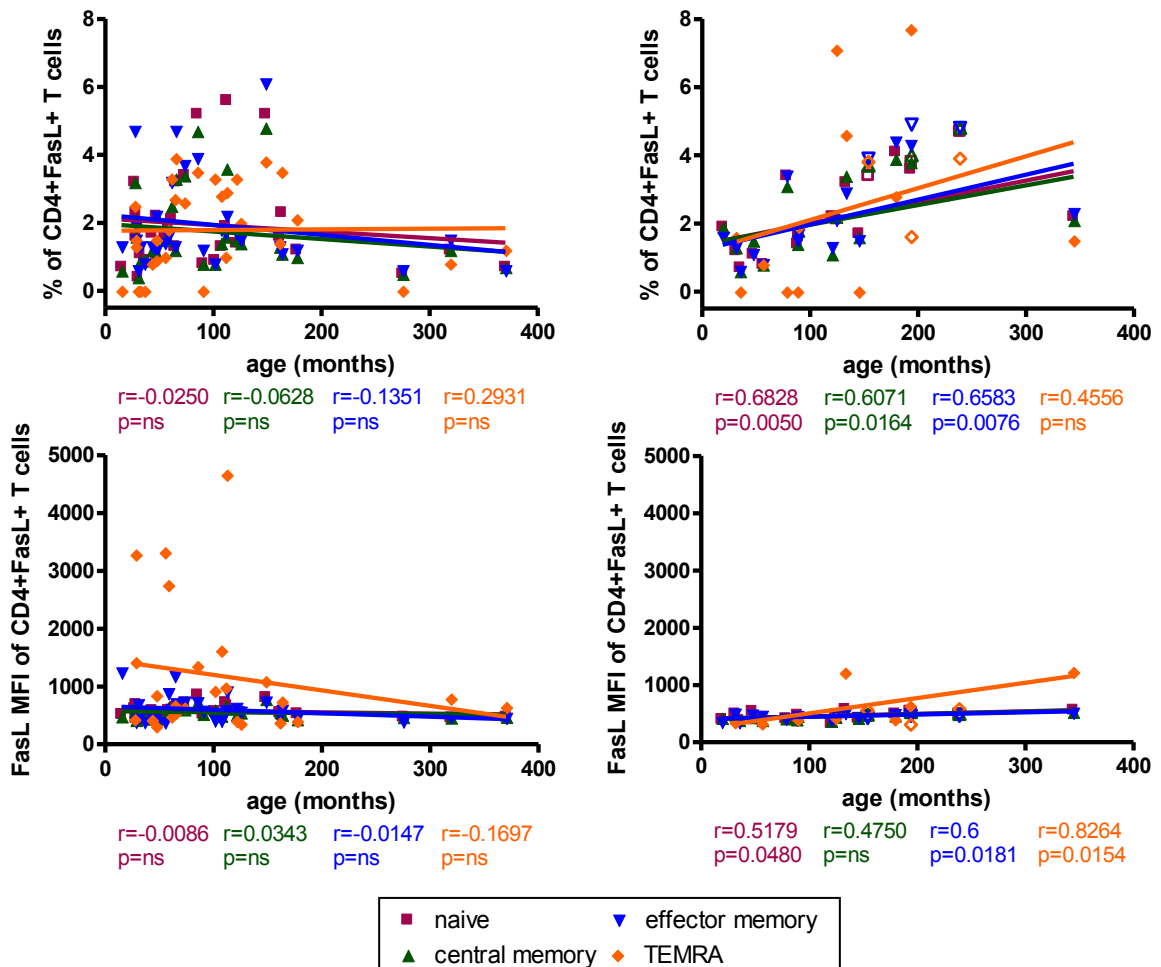 % of CD4+FasL+ T cells
8
6
4
2
0
0 100 200 300 400
age (months)
r=-0.0250 r=-0.0628 r=-0.1351 r=0.2931
p=ns p=ns p=ns p=ns
% of CD4+FasL+ T cells
8
6
4
2
0
0 100 200 300 400
age (months)
r=0.6828 r=0.6071 r=0.6583 r=0.4556
p=0.0050 p=0.0164 p=0.0076 p=ns
FasL MFI of CD4+FasL+ T cells
5000
4000
3000
2000
1000
0
0 100 200 300 400
age (months)
r=-0.0086 r=0.0343 r=-0.0147 r=-0.1697
p=ns p=ns p=ns p=ns
FasL MFI of CD4+FasL+ T cells
5000
4000
3000
2000
1000
0
0 100 200 300 400
age (months)
r=0.5179 r=0.4750 r=0.6 r=0.8264
p=0.0480 p=ns p=0.0181 p=0.0154
naive effector memory
central memory TEMRA